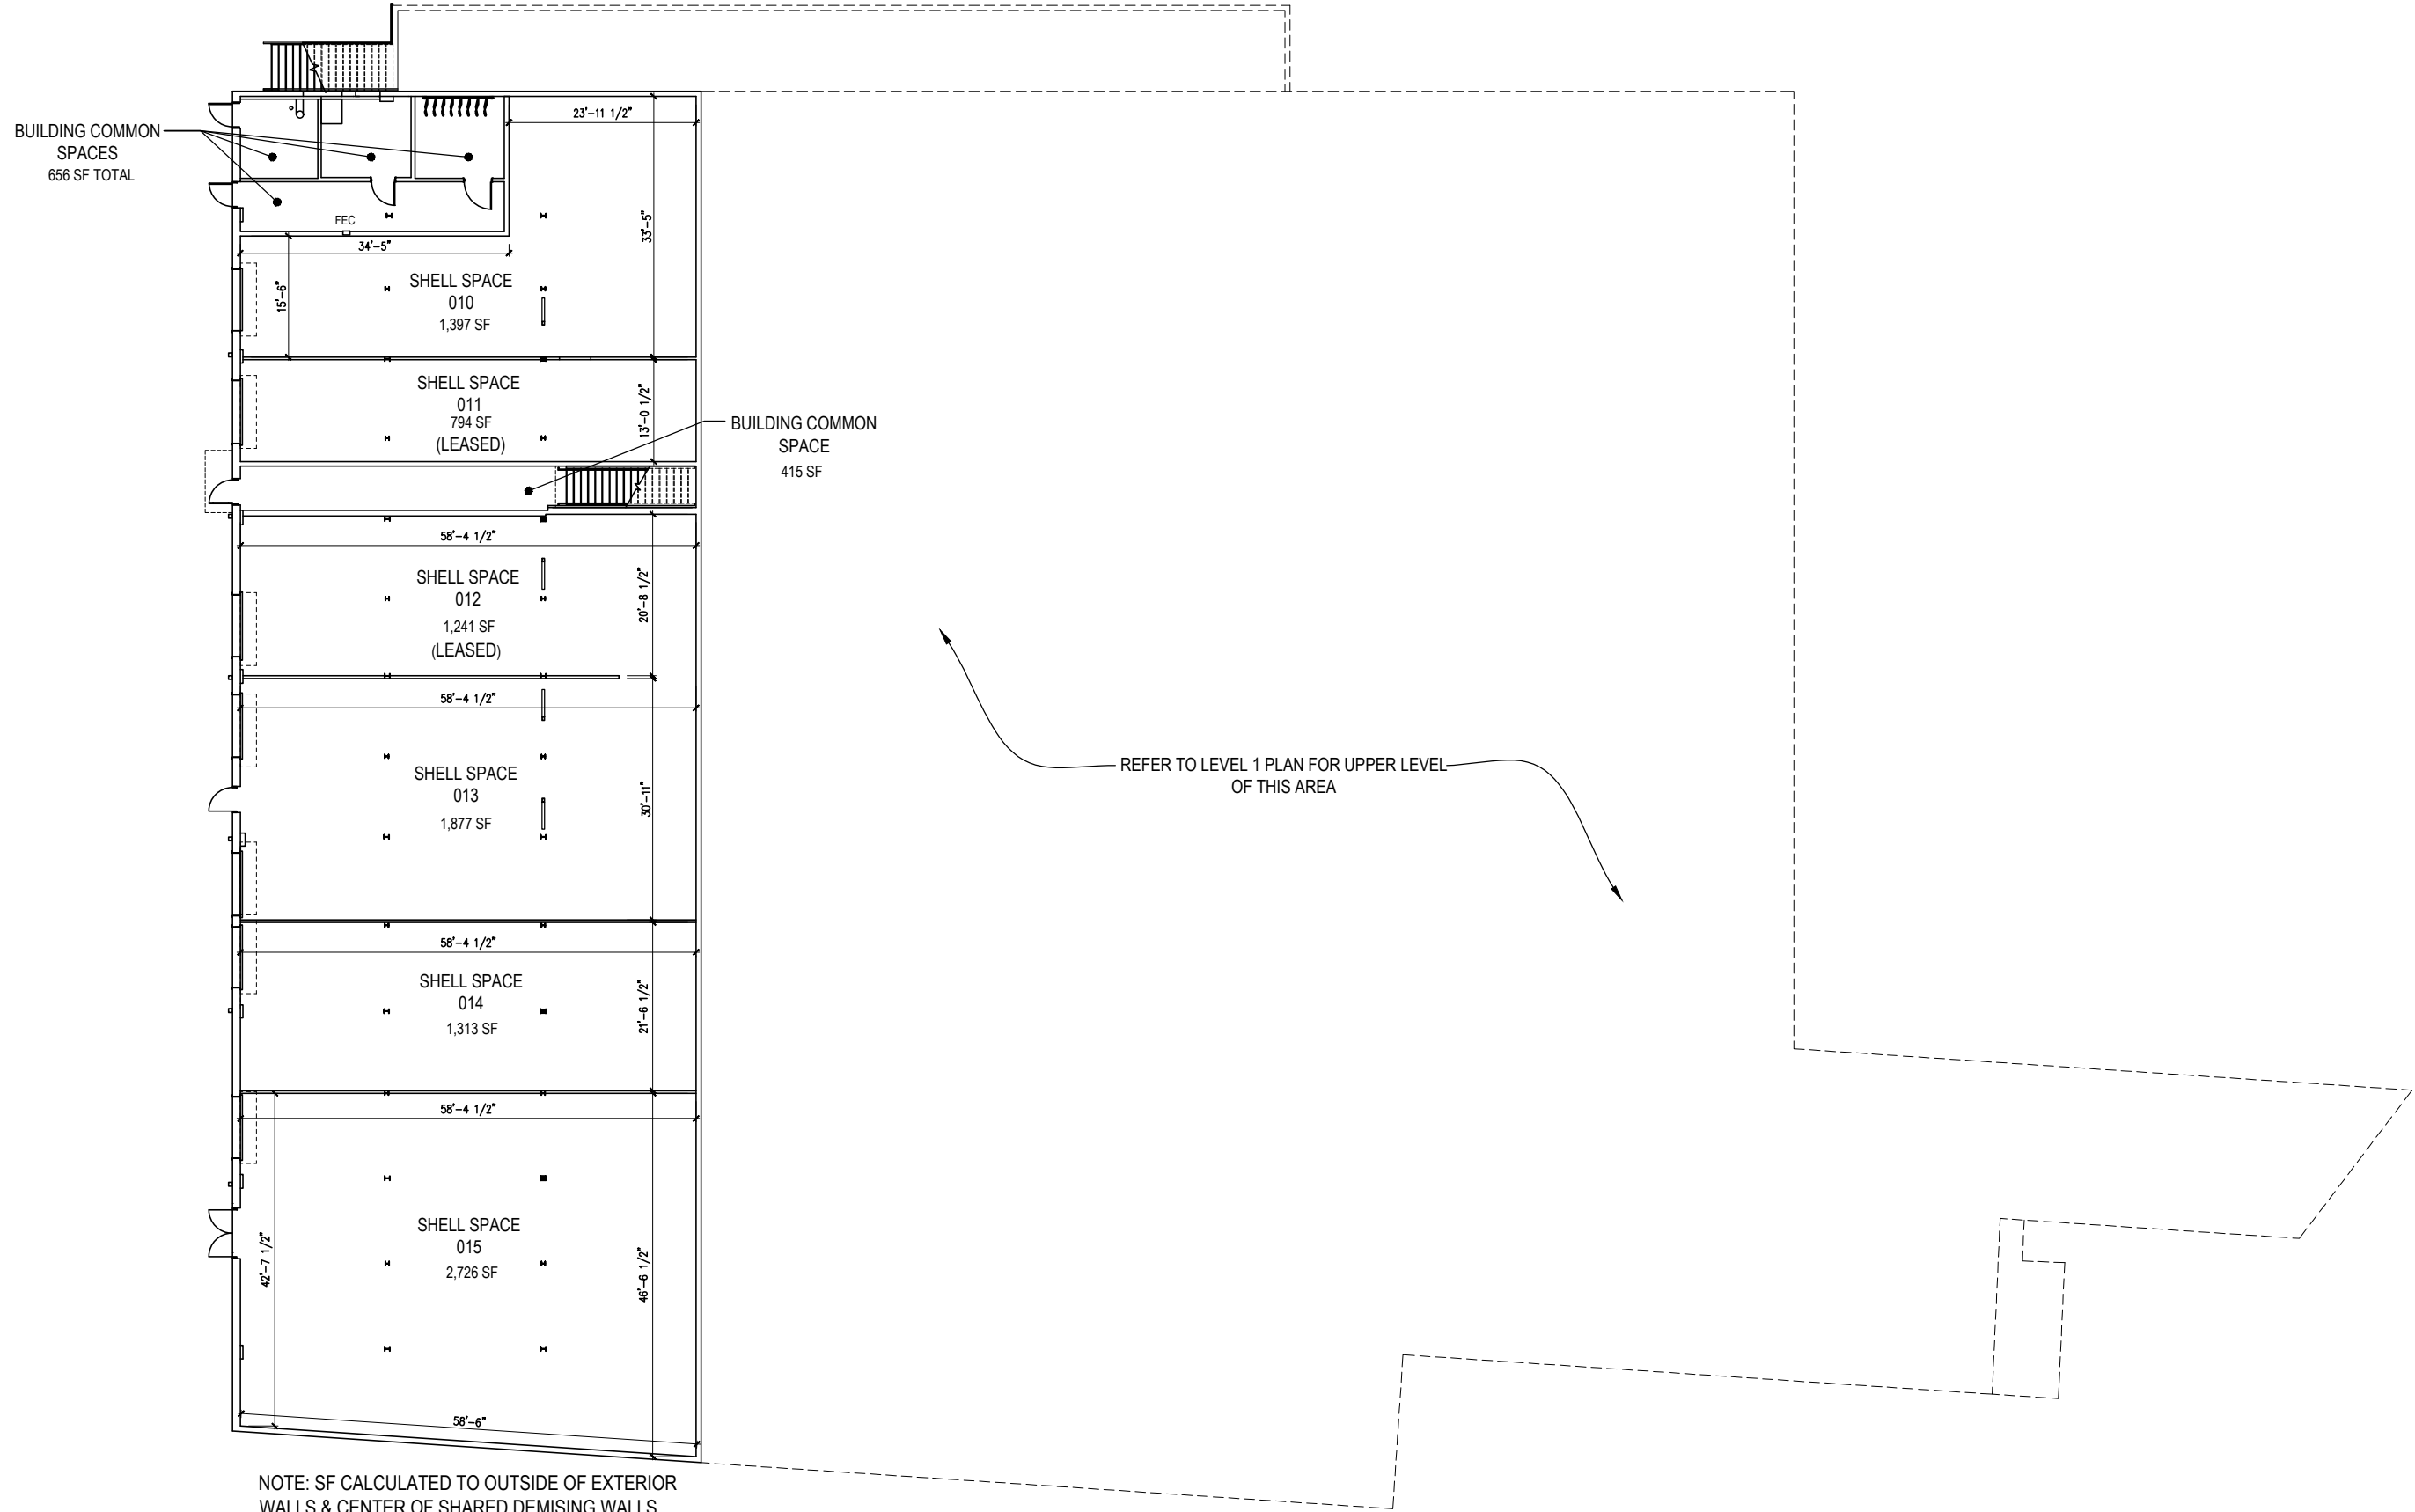 23'-11 1/2"
BUILDING COMMON
SPACES
656 SF TOTAL
FEC
33'-5"
34'-5"
15'-6"
SHELL SPACE
010
1,397 SF
SHELL SPACE
011
794 SF
(LEASED)
13'-0 1/2"
BUILDING COMMON
SPACE
415 SF
58'-4 1/2"
SHELL SPACE
012
1,241 SF
(LEASED)
20'-8 1/2"
58'-4 1/2"
SHELL SPACE
013
1,877 SF
30'-11"
REFER TO LEVEL 1 PLAN FOR UPPER LEVEL
OF THIS AREA
58'-4 1/2"
SHELL SPACE
014
1,313 SF
21'-6 1/2"
58'-4 1/2"
SHELL SPACE
015
2,726 SF
42'-7 1/2"
46'-6 1/2"
58'-6"
NOTE: SF CALCULATED TO OUTSIDE OF EXTERIOR
WALLS & CENTER OF SHARED DEMISING WALLS